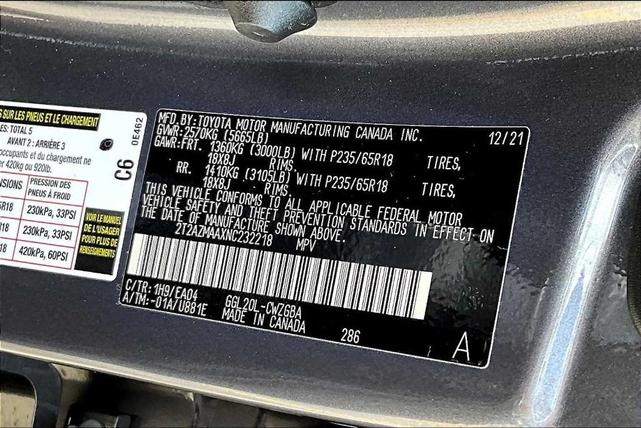 S SUR LES PNEUS ET LE CHARGEMENT
ES: TOTAL 5
AVANT 2: ARRIÈRE 3
occupants et du chargement ne
r 420kg ou 920lb.
0E462
C6
ENSIONS
PRESSION DES
PNEUS À FROID
5R18
230kPa, 33PSI
5R18
230kPa, 33PSI
18
420kPa, 60PSI
VOIR LE MANUEL
DE L'USAGER
POUR PLUS DE
RENSEIGNEMENTS
MFD.BY:TOYOTA MOTOR MANUFACTURING CANADA INC.
12/21
GVWR:2570KG (5665LB)
GAWR:FRT. 1360KG (3000LB) WITH P235/65R18 TIRES,
18X8J RIMS
RR. 1410KG (3105LB) WITH P235/65R18 TIRES,
18X8J RIMS
THIS VEHICLE CONFORMS TO ALL APPLICABLE FEDERAL MOTOR
VEHICLE SAFETY AND THEFT PREVENTION STANDARDS IN EFFECT ON
THE DATE OF MANUFACTURE SHOWN ABOVE.
2T2AZMAAXNC232218 MPV
C/TR:1H9/EA04 GGL20L-CWZGBA
A/TM:-01A/U881E MADE IN CANADA
286
A